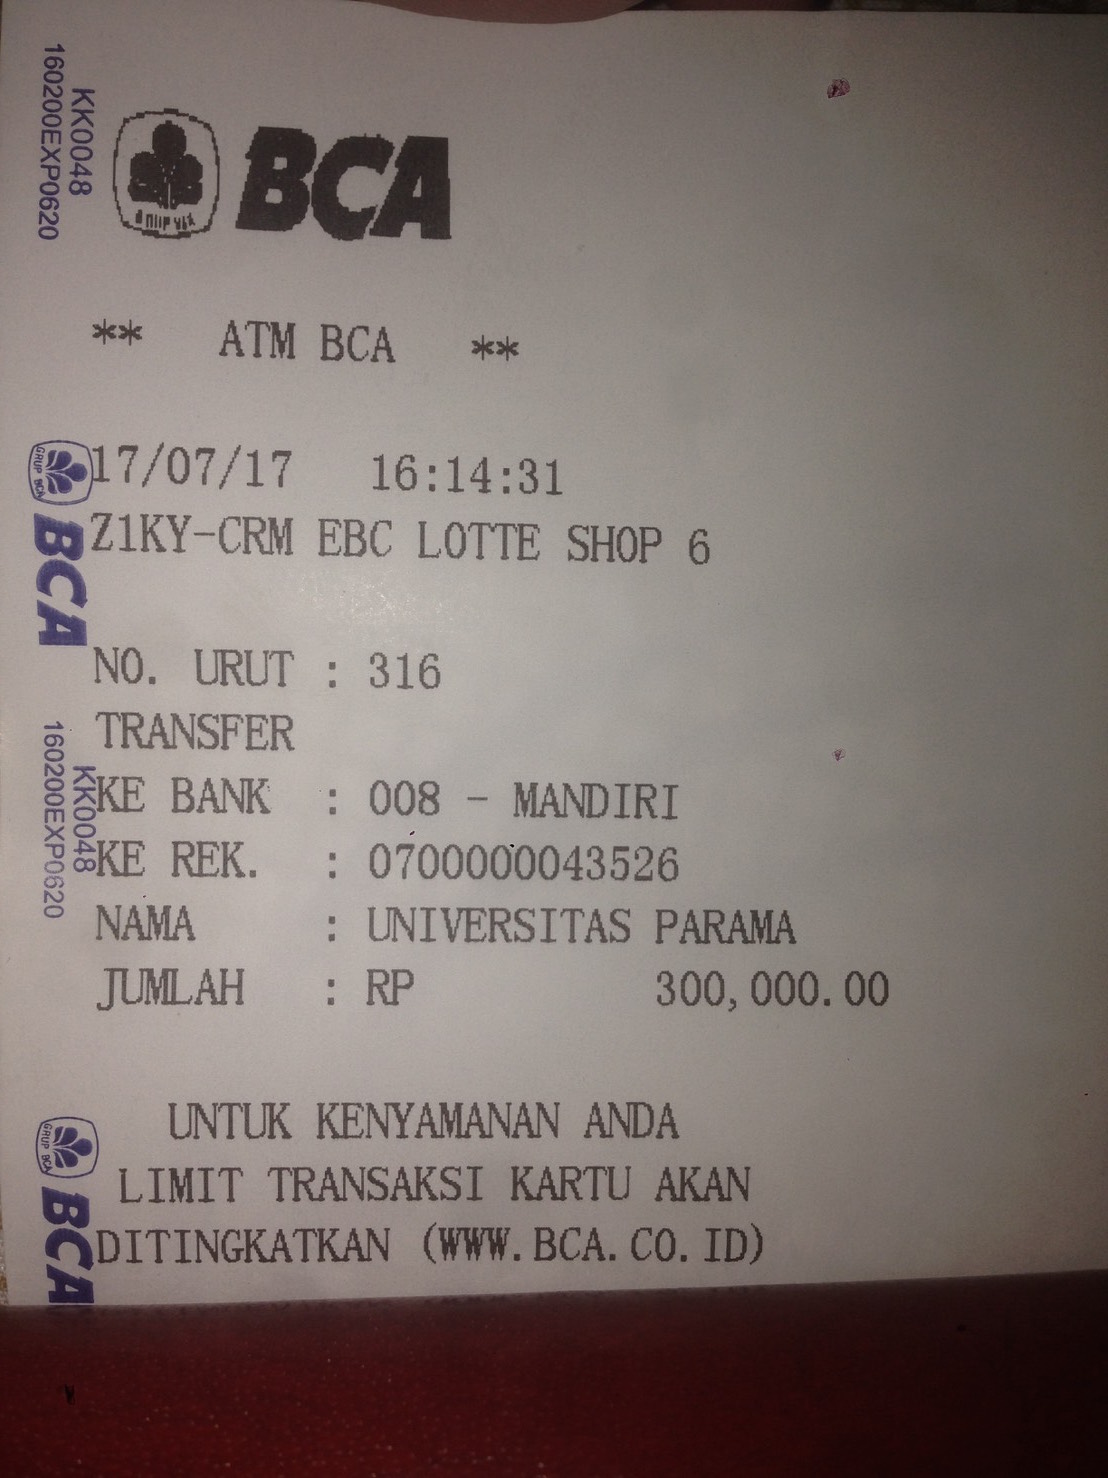 BCA
** ATM BCA **
17/07/17 16:14:31
Z1KY-CRM EBC LOTTE SHOP 6
NO. URUT : 316
TRANSFER
KE BANK : 008 - MANDIRI
KE REK. : 0700000043526
NAMA : UNIVERSITAS PARAMA
JUMLAH : RP 300,000.00
UNTUK KENYAMANAN ANDA
LIMIT TRANSAKSI KARTU AKAN
DITINGKATKAN (WWW.BCA.CO.ID)
KK0048
160200EXP0620
GRUP BCA
BCA
KK0048
160200EXP0620
GRUP BCA
BCA